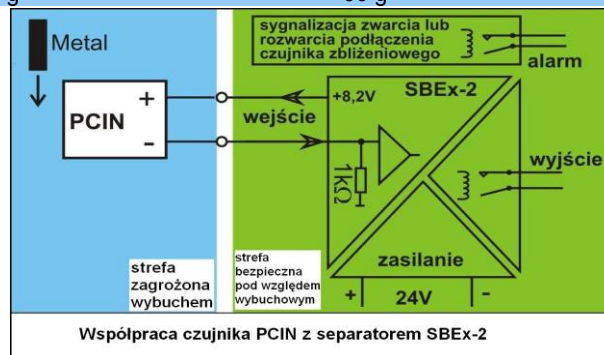 Metal
sygnalizacja zwarcia lub
rozwarcia podłączenia
czujnika zbliżeniowego
alarm
+8,2V
SBEx-2
PCIN
+
-
wejście
1kΩ
wyjście
zasilanie
+
24V
-
strefa
zagrożona
wybuchem
strefa
bezpieczna
pod względem
wybuchowym
Współpraca czujnika PCIN z separatorem SBEx-2